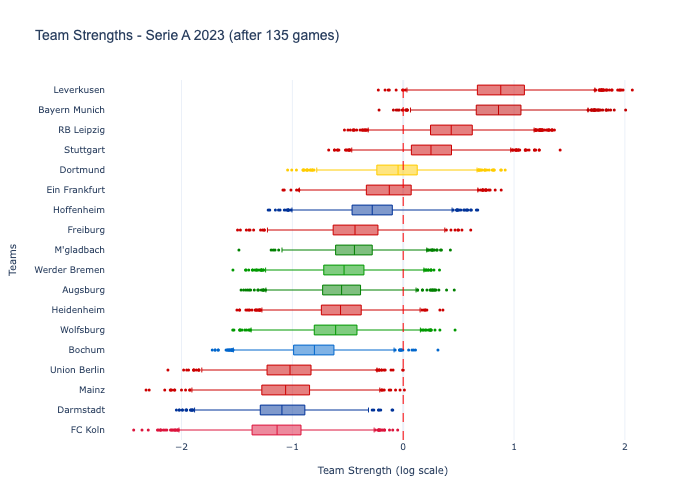 Team Strengths - Serie A 2023 (after 135 games)
Leverkusen
Bayern Munich
RB Leipzig
Stuttgart
Dortmund
Ein Frankfurt
Hoffenheim
Freiburg
M'gladbach
Werder Bremen
Augsburg
Heidenheim
Wolfsburg
Bochum
Union Berlin
Mainz
Darmstadt
FC Koln
Teams
−2 −1 0 1 2
Team Strength (log scale)